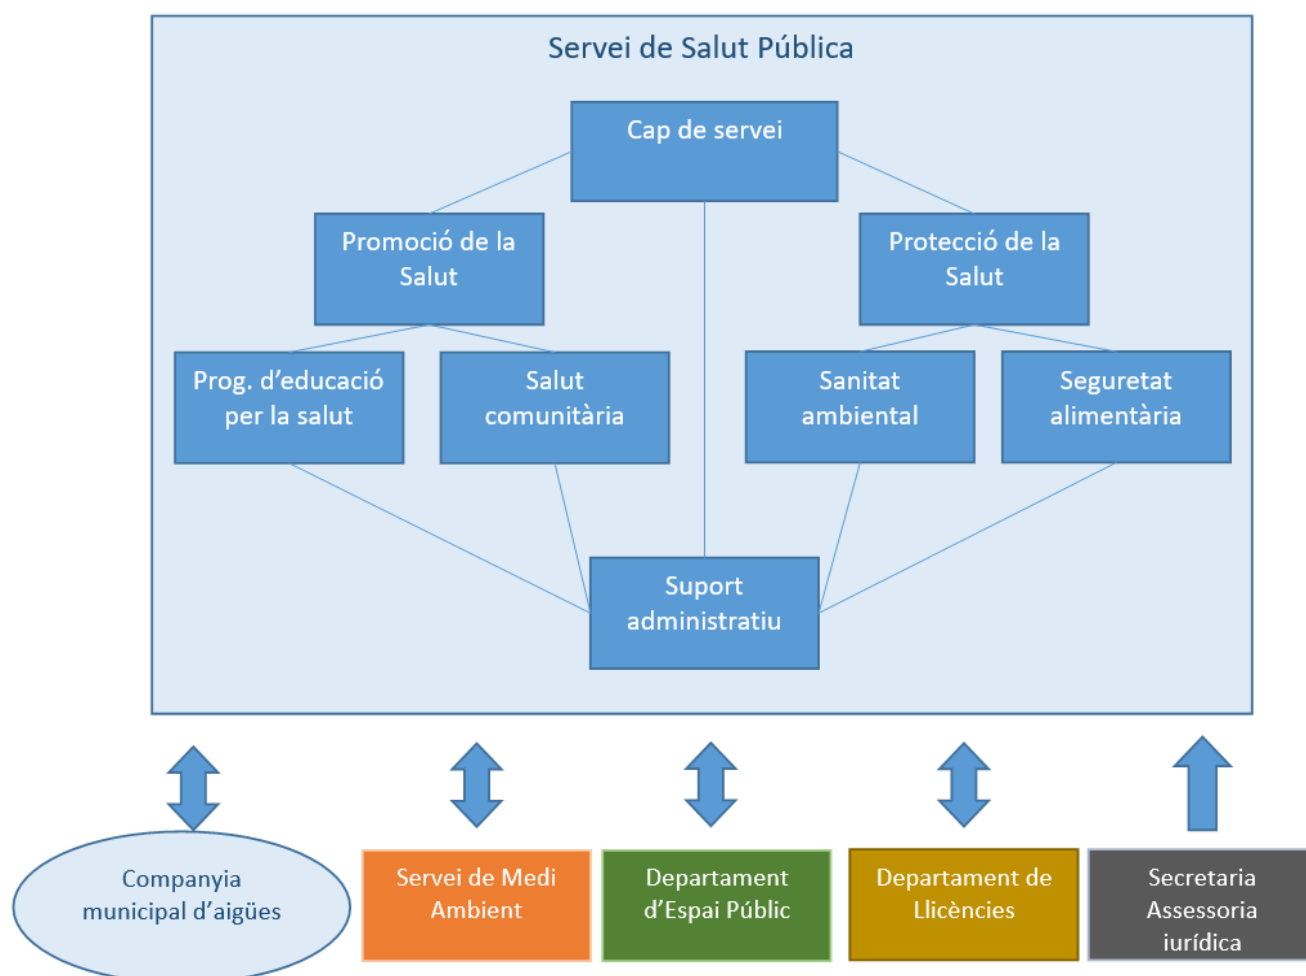 Servei de Salut Pública
Cap de servei
Promoció de la
Salut
Protecció de la
Salut
Prog. d’educació
per la salut
Salut
comunitària
Sanitat
ambiental
Seguretat
alimentària
Suport
administratiu
Companyia
municipal d’aigües
Servei de Medi
Ambient
Departament
d’Espai Públic
Departament de
Llicències
Secretaria
Assessoria
iurídica